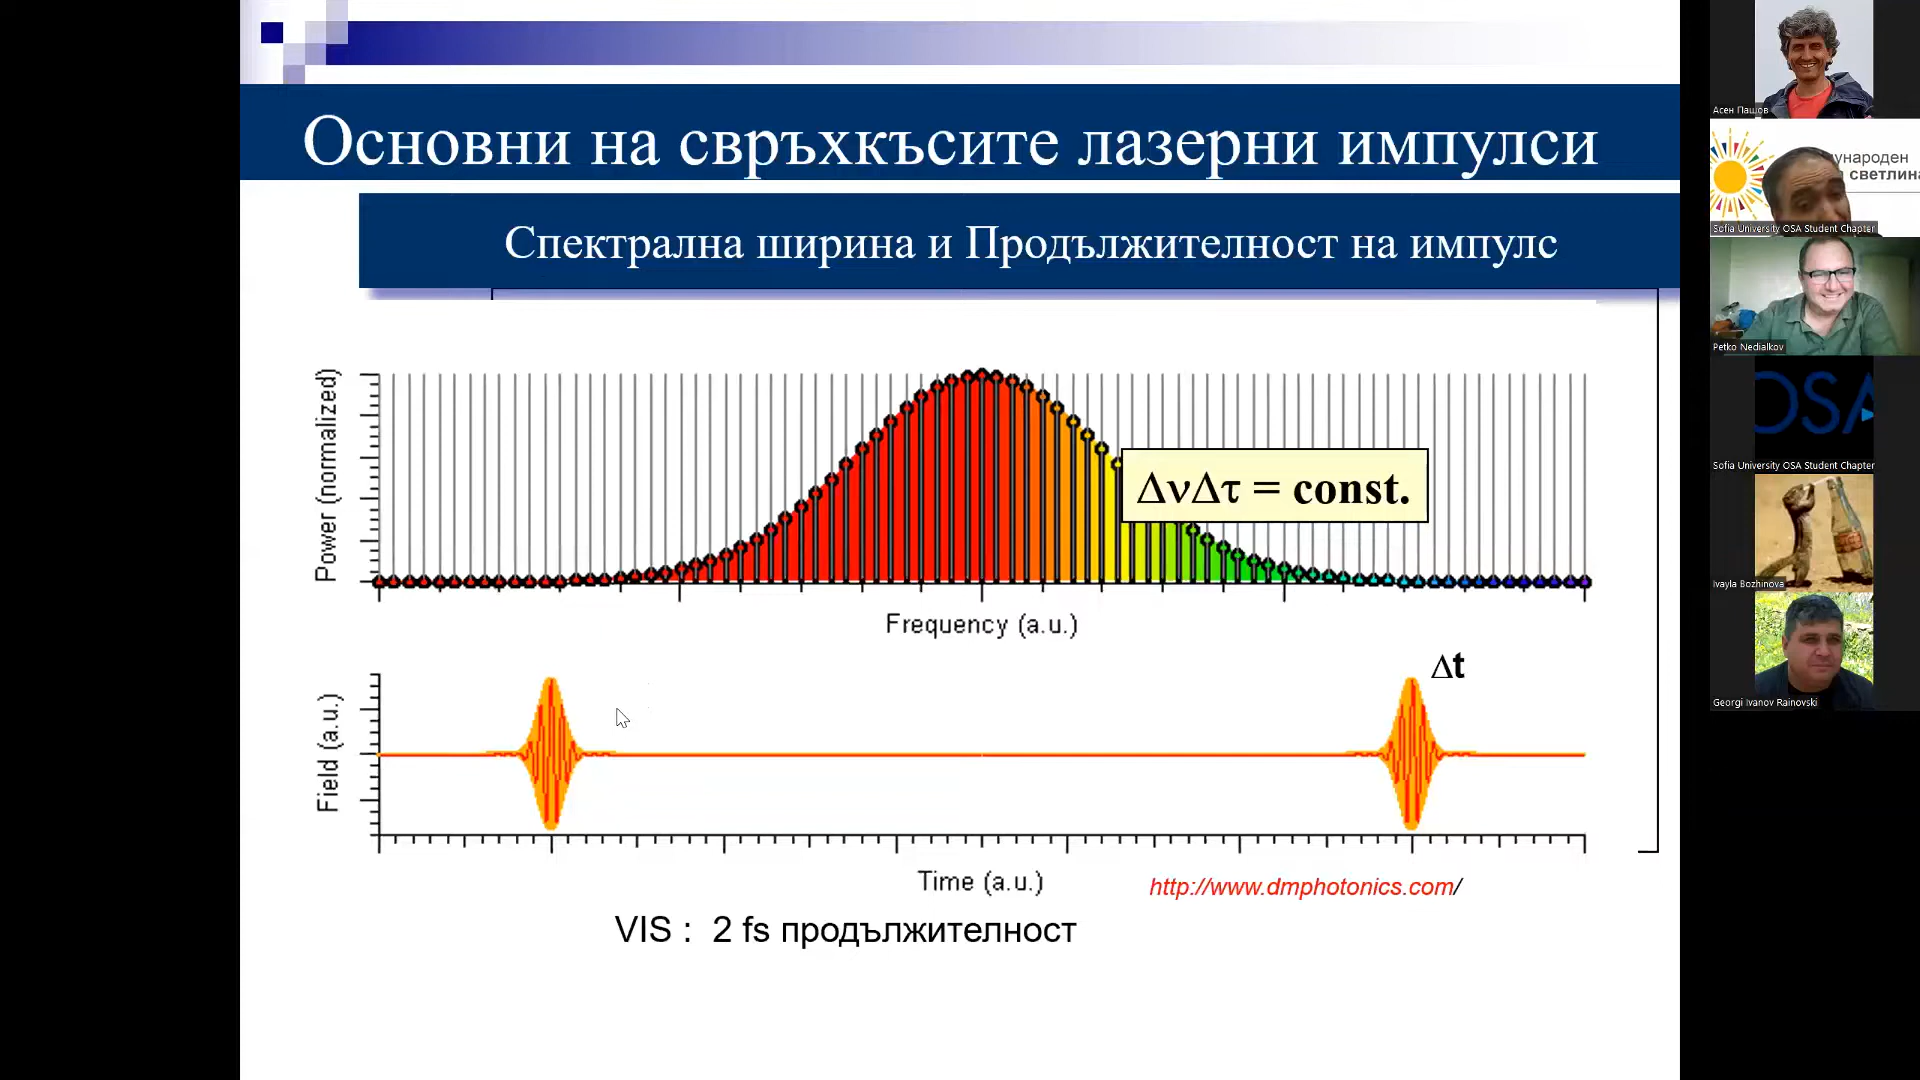 Основни на свръхкъсите лазерни импулси
Спектрална ширина и Продължителност на импулс
Power (normalized)
ΔνΔτ = const.
Frequency (a.u.)
Δt
Field (a.u.)
Time (a.u.)
http://www.dmphotonics.com/
VIS : 2 fs продължителност
Асен Пашов
ународен
светлина
Sofia University OSA Student Chapter
Petko Nedialkov
OSA
Sofia University OSA Student Chapter
Ivayla Bozhinova
Georgi Ivanov Rainovski